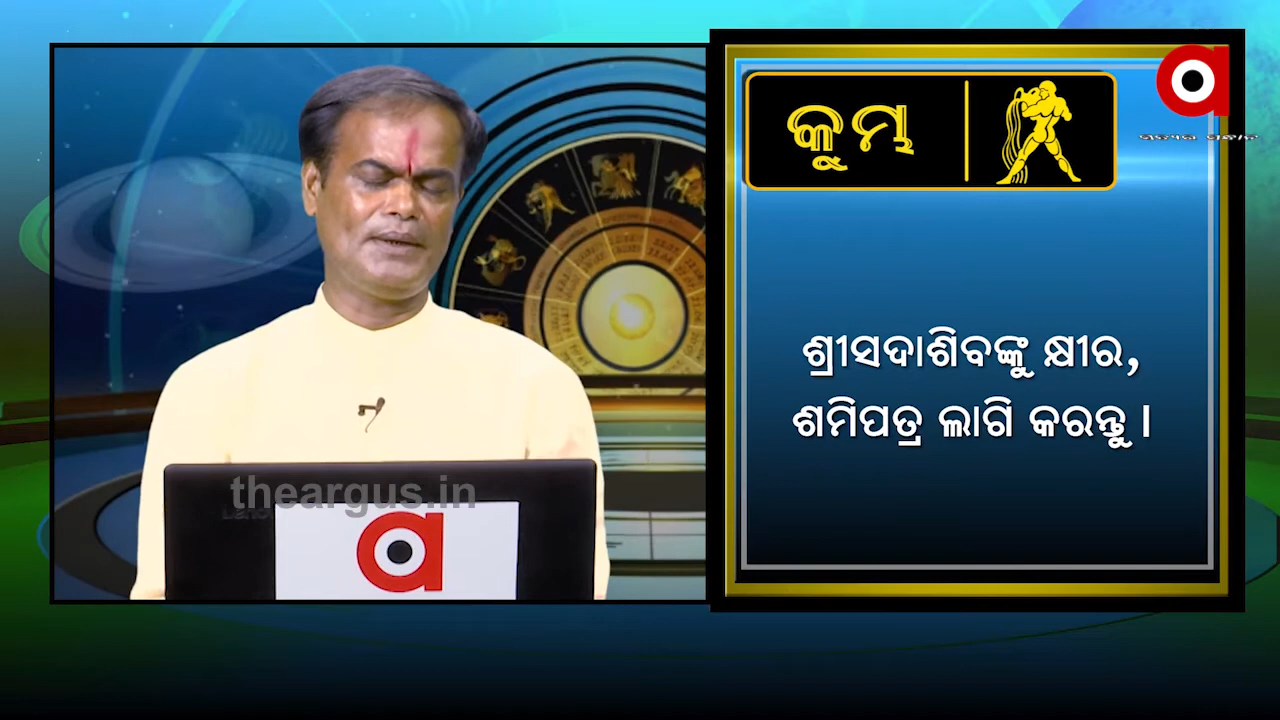 କୁମ୍ଭ
ଶ୍ରୀସଦାଶିବଙ୍କୁ କ୍ଷୀର,
ଶମିପତ୍ର ଲାଗି କରନ୍ତୁ ।
theargus.in